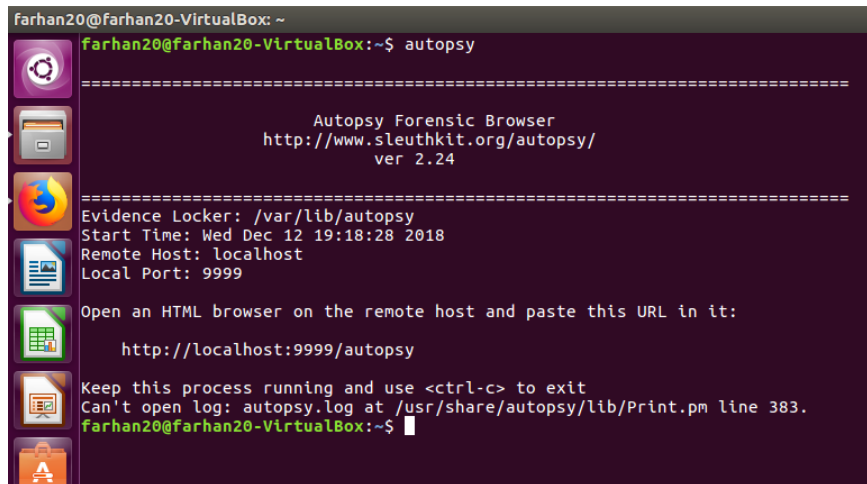 farhan20@farhan20-VirtualBox: ~
farhan20@farhan20-VirtualBox:~$ autopsy
============================================================================
Autopsy Forensic Browser
http://www.sleuthkit.org/autopsy/
ver 2.24
============================================================================
Evidence Locker: /var/lib/autopsy
Start Time: Wed Dec 12 19:18:28 2018
Remote Host: localhost
Local Port: 9999
Open an HTML browser on the remote host and paste this URL in it:
http://localhost:9999/autopsy
Keep this process running and use <ctrl-c> to exit
Can't open log: autopsy.log at /usr/share/autopsy/lib/Print.pm line 383.
farhan20@farhan20-VirtualBox:~$